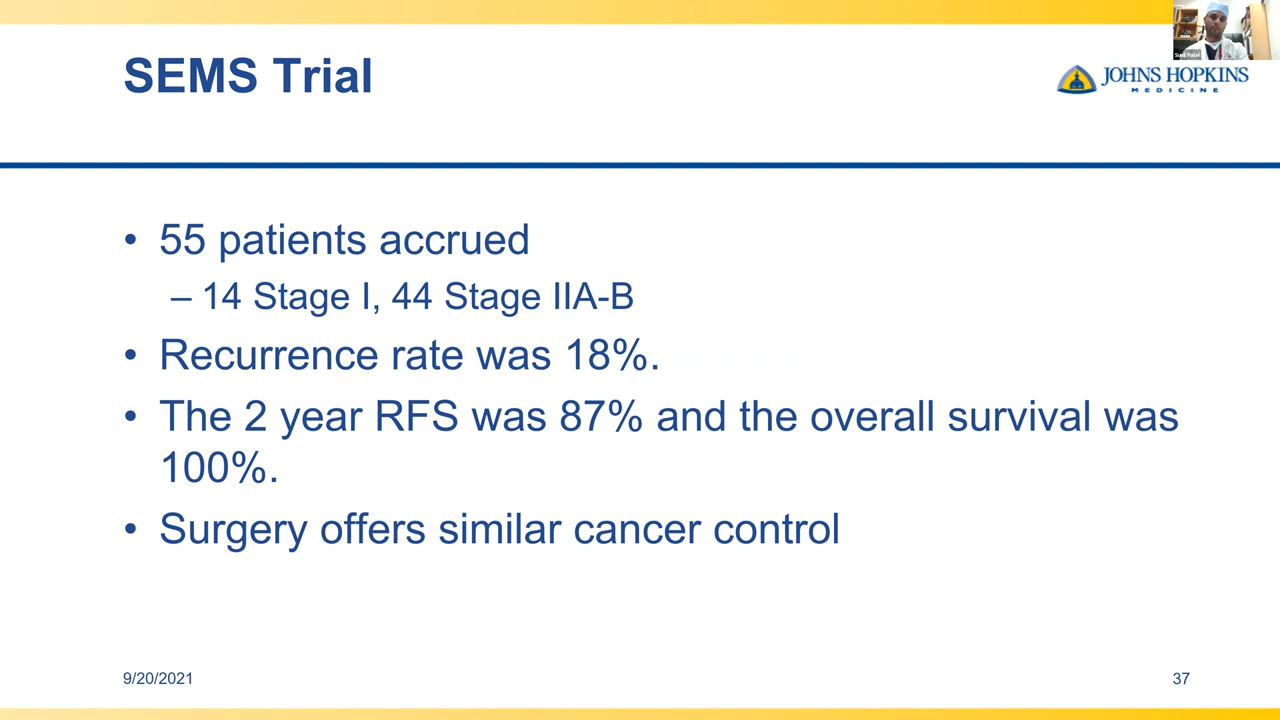 SEMS Trial
JOHNS HOPKINS
MEDICINE
Sunil Patel
• 55 patients accrued
– 14 Stage I, 44 Stage IIA-B
• Recurrence rate was 18%.
• The 2 year RFS was 87% and the overall survival was
100%.
• Surgery offers similar cancer control
9/20/2021
37